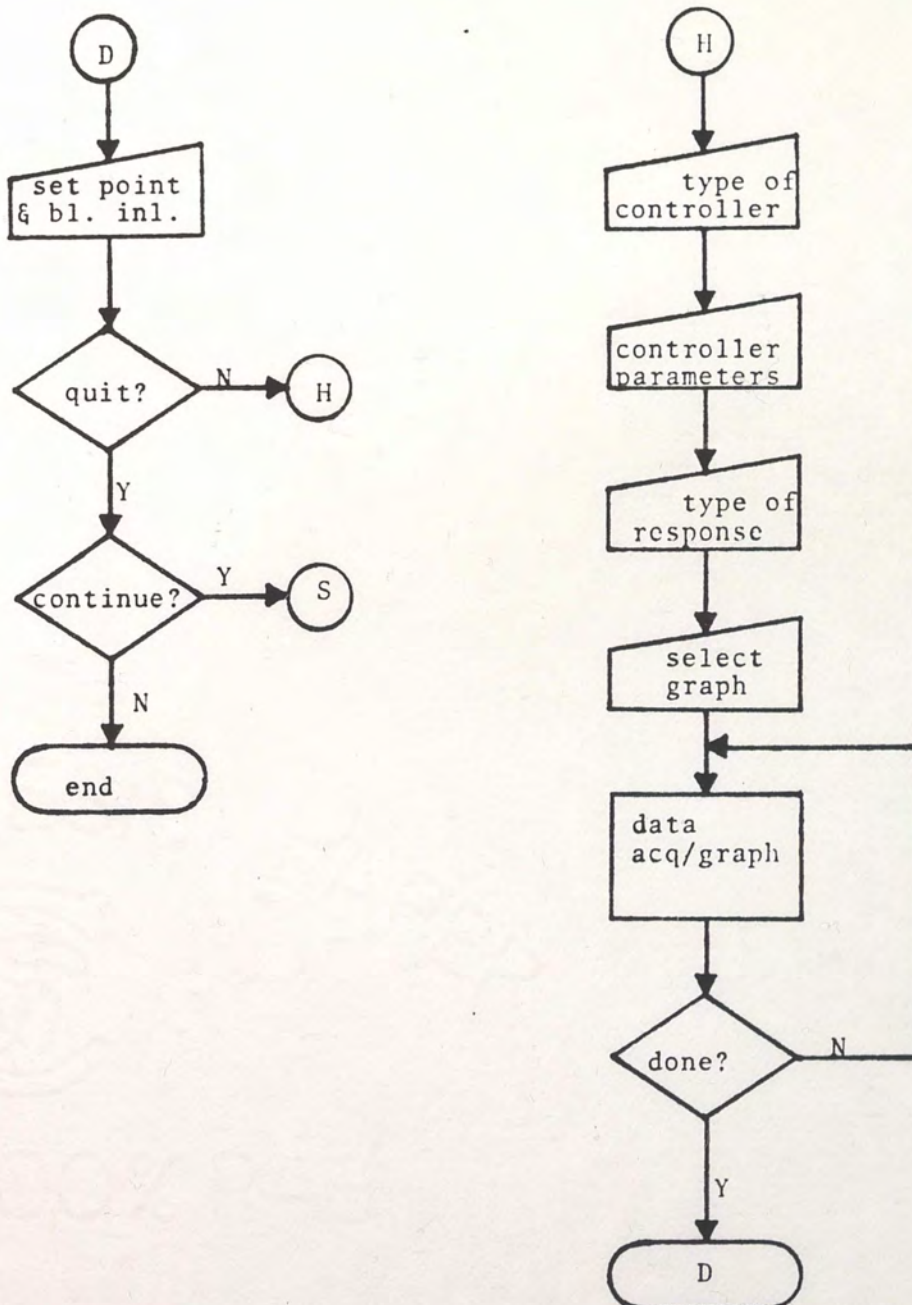 D
set point
& bl. inl.
quit?
N
H
Y
continue?
Y
S
N
end
H
type of
controller
controller
parameters
type of
response
select
graph
data
acq/graph
done?
N
Y
D